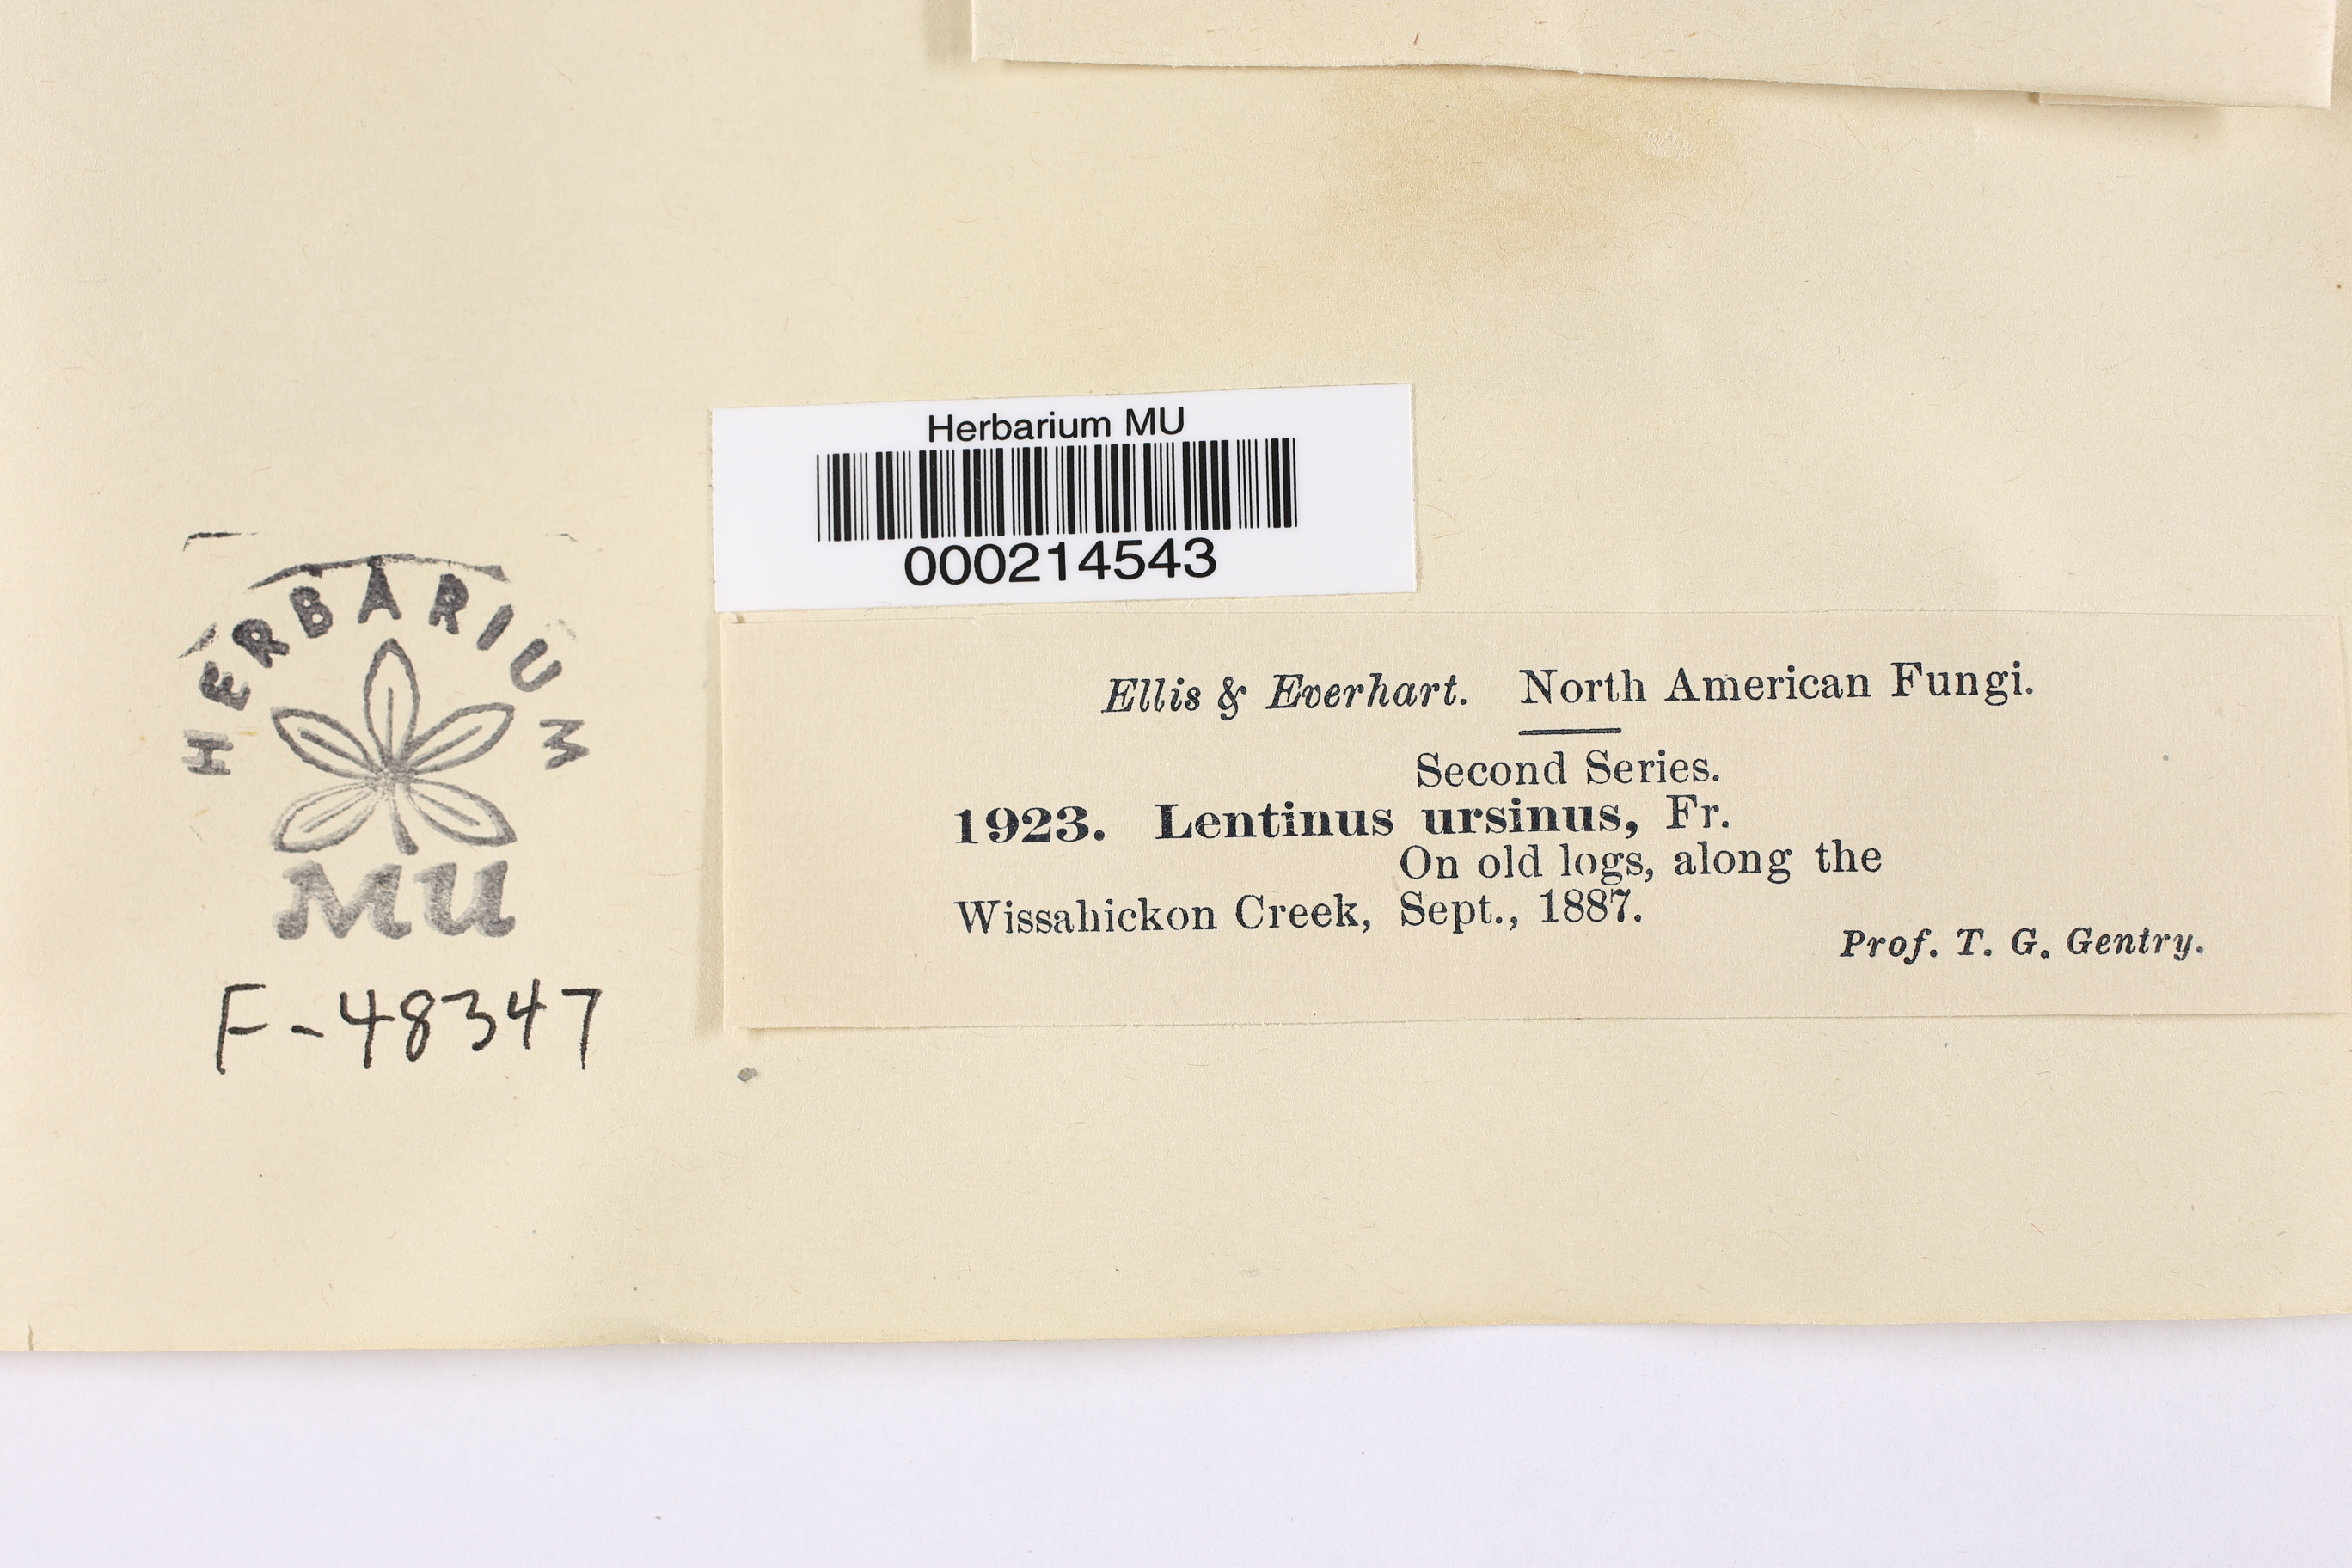 Herbarium MU
000214543
HERBARIUM
MU
F-48347
Ellis & Everhart. North American Fungi.
Second Series.
1923. Lentinus ursinus, Fr.
On old logs, along the
Wissahickon Creek, Sept., 1887.
Prof. T. G. Gentry.